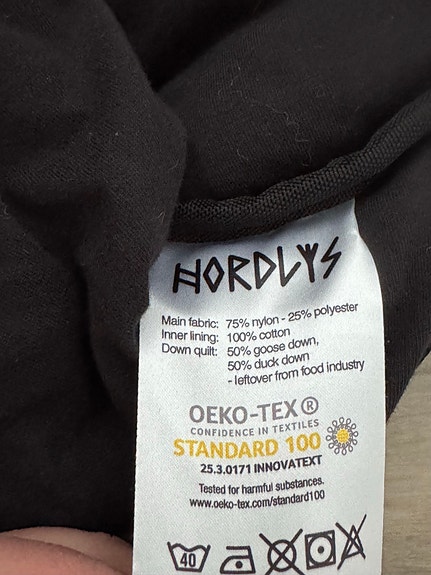 HORDLYS
Main fabric: 75% nylon - 25% polyester
Inner lining: 100% cotton
Down quilt: 50% goose down,
50% duck down
- leftover from food industry
OEKO-TEX®
CONFIDENCE IN TEXTILES
STANDARD 100
25.3.0171 INNOVATEXT
Tested for harmful substances.
www.oeko-tex.com/standard100
40